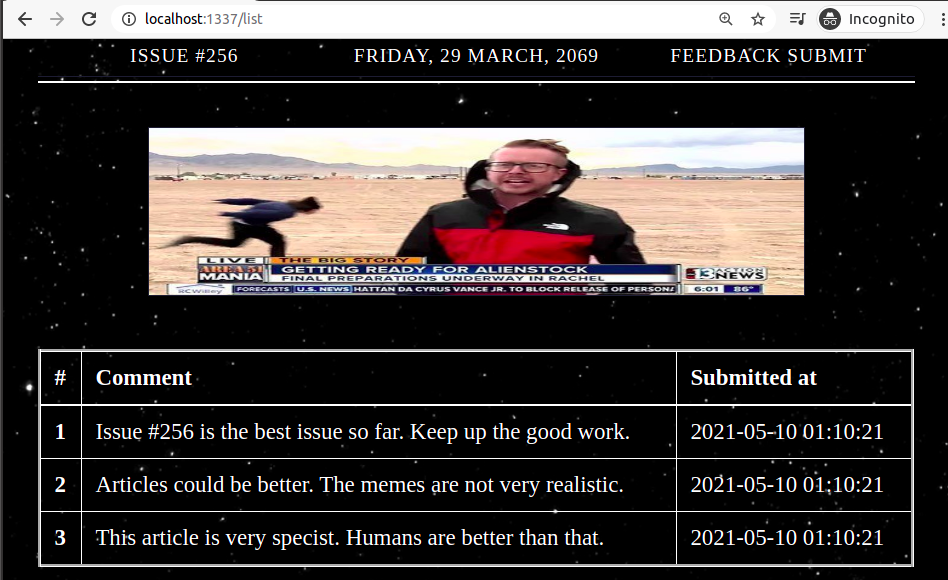 localhost:1337/list
Incognito
ISSUE #256 FRIDAY, 29 MARCH, 2069 FEEDBACK SUBMIT
LIVE THE BIG STORY
AREA 51 MANIA GETTING READY FOR ALIENSTOCK
FINAL PREPARATIONS UNDERWAY IN RACHEL
13 NEWS
FORECASTS U.S. NEWS HATTAN DA CYRUS VANCE JR. TO BLOCK RELEASE OF PERSON 6:01 86°
# Comment Submitted at
1 Issue #256 is the best issue so far. Keep up the good work. 2021-05-10 01:10:21
2 Articles could be better. The memes are not very realistic. 2021-05-10 01:10:21
3 This article is very specist. Humans are better than that. 2021-05-10 01:10:21